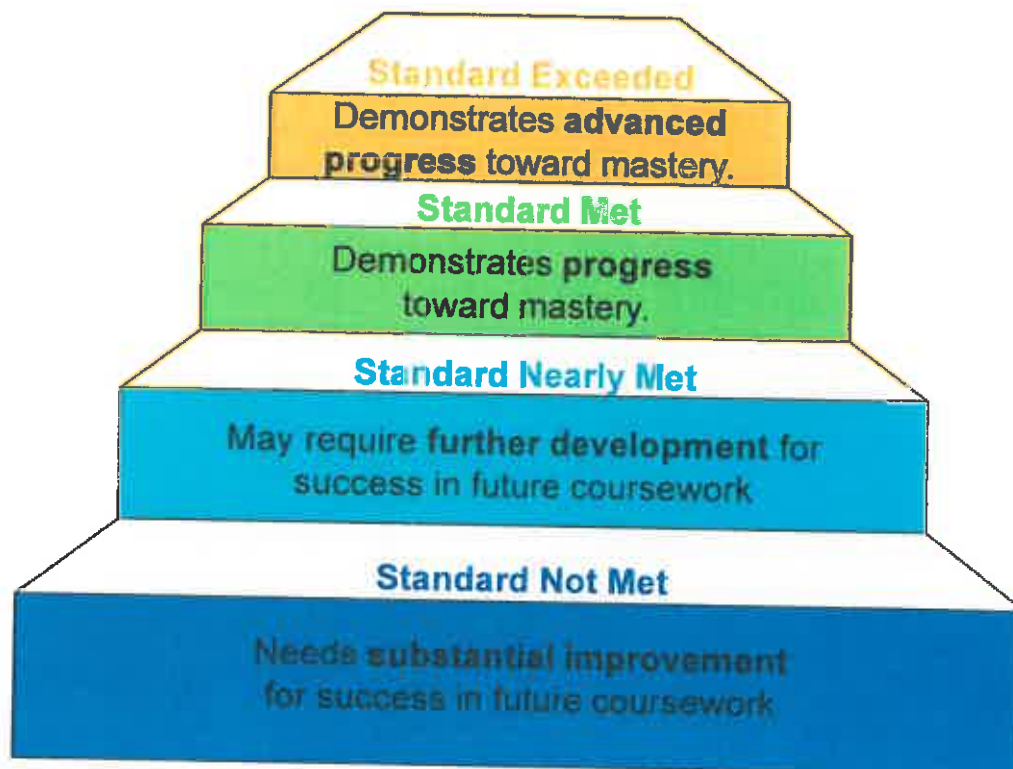 Standard Exceeded
Demonstrates advanced
progress toward mastery.
Standard Met
Demonstrates progress
toward mastery.
Standard Nearly Met
May require further development for
success in future coursework
Standard Not Met
Needs substantial improvement
for success in future coursework